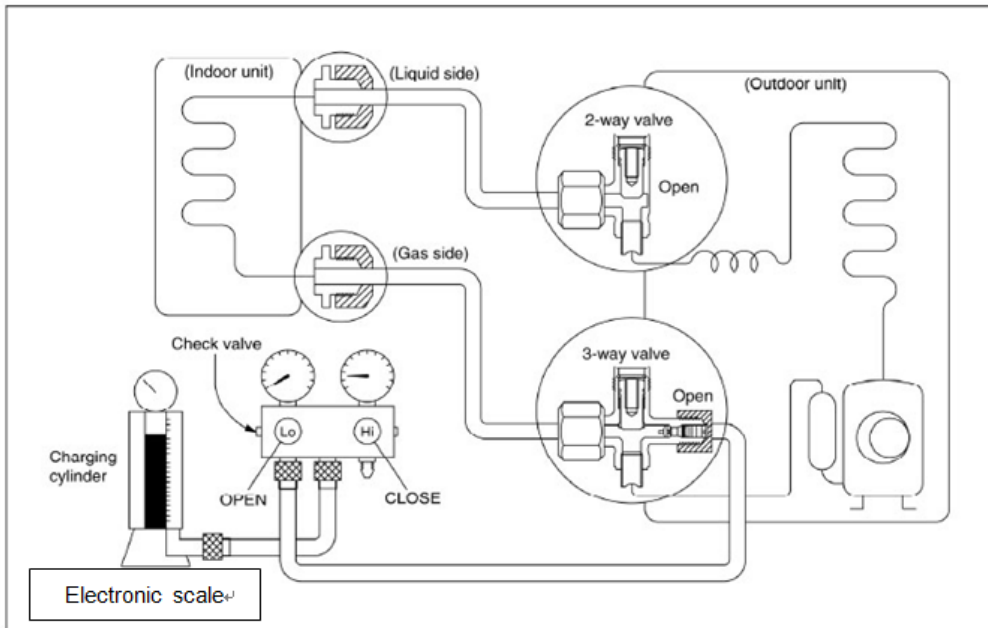 (Indoor unit)
(Liquid side)
(Outdoor unit)
2-way valve
Open
(Gas side)
Check valve
3-way valve
Open
Lo
Hi
Charging
cylinder
OPEN
CLOSE
Electronic scale↵